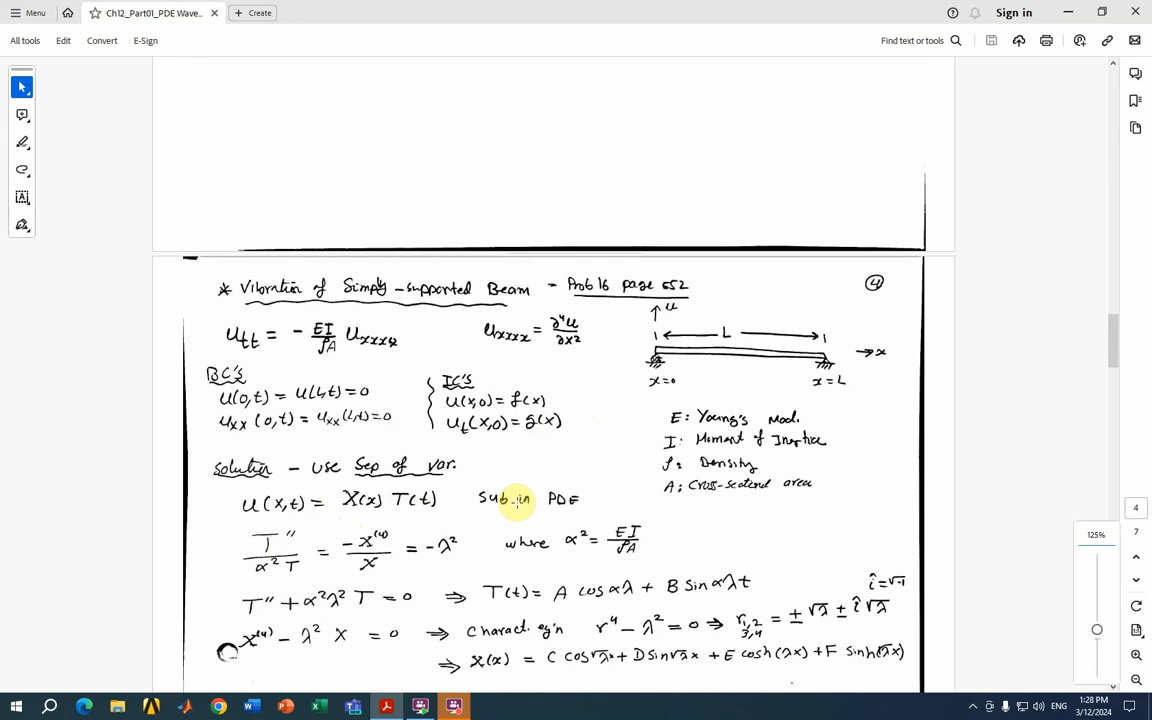 Menu
Ch12_Part01_PDE Wave...
Create
Sign in
All tools
Edit
Convert
E-Sign
Find text or tools
* Vibration of Simply-supported Beam - Prob 16 page 552
④
u_tt = - EI/ρA u_xxxx
u_xxxx = ∂⁴u/∂x²
u
L
x
x=0
x=L
BC's
u(0,t) = u(L,t) = 0
u_xx(0,t) = u_xx(L,t) = 0
IC's
u(x,0) = f(x)
u_t(x,0) = g(x)
E: Young's Mod.
I: Moment of Inertia
ρ: Density
A: Cross-sectional area
Solution - use Sep of var.
u(x,t) = X(x) T(t) Sub in PDE
T''/α²T = -X⁽⁴⁾/X = -λ² where α² = EI/ρA
T'' + α²λ² T = 0 ⇒ T(t) = A cos αλ + B sin αλt
î = √-1
X⁽⁴⁾ - λ² X = 0 ⇒ Charact. eq'n r⁴ - λ² = 0 ⇒ r1,2 3,4 = ± √λ ± î √λ
⇒ X(x) = C cos√λx + D sin√λx + E cosh(λx) + F sinh(√λx)
4
7
125%
ENG
1:28 PM
3/12/2024